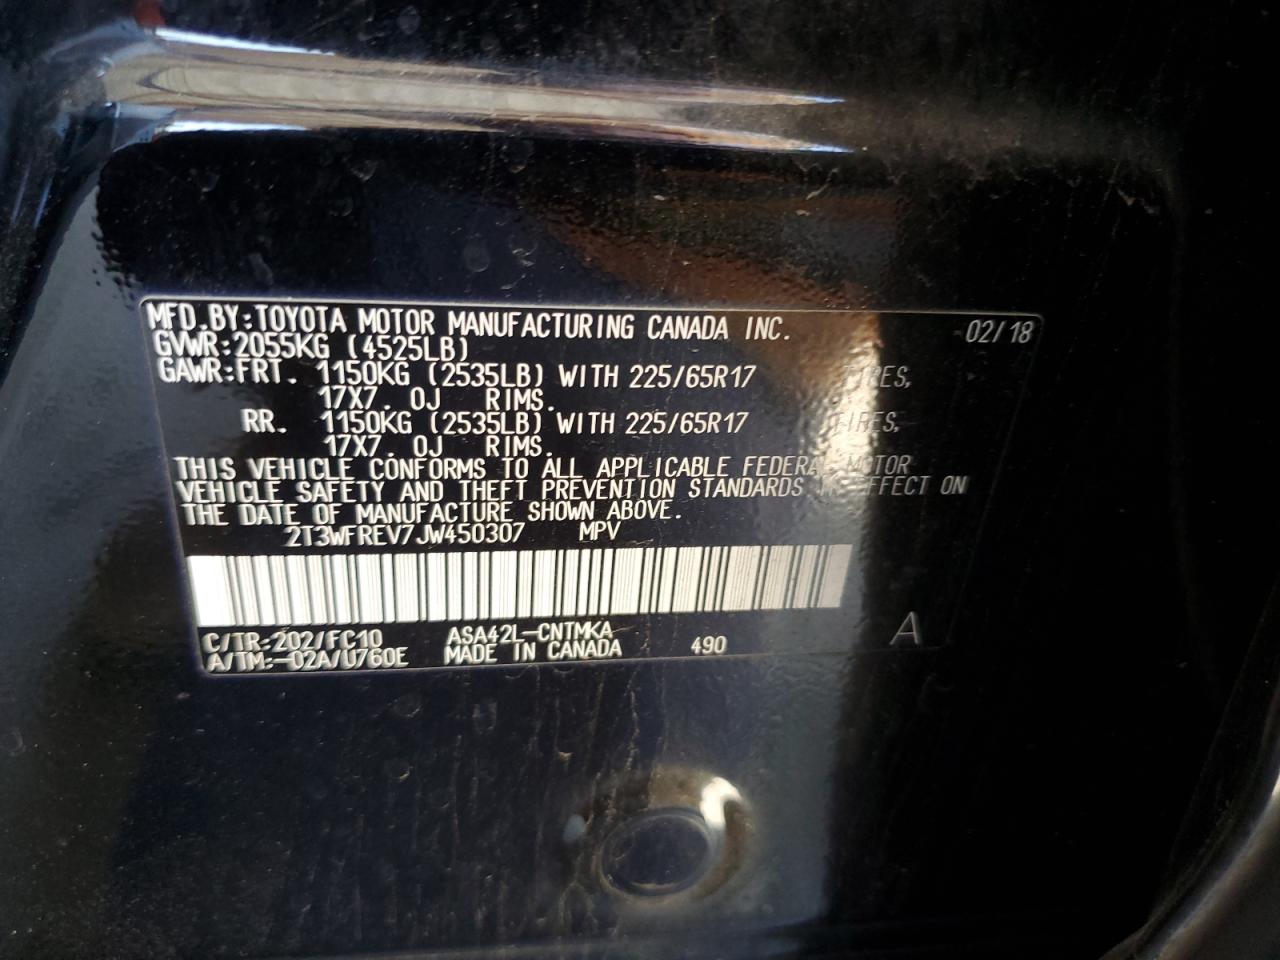 MFD.BY:TOYOTA MOTOR MANUFACTURING CANADA INC. 02/18
GVWR:2055KG (4525LB)
GAWR:FRT. 1150KG (2535LB) WITH 225/65R17 TIRES,
17X7.0J RIMS.
RR. 1150KG (2535LB) WITH 225/65R17 TIRES,
17X7.0J RIMS.
THIS VEHICLE CONFORMS TO ALL APPLICABLE FEDERAL MOTOR
VEHICLE SAFETY AND THEFT PREVENTION STANDARDS IN EFFECT ON
THE DATE OF MANUFACTURE SHOWN ABOVE.
2T3WFREV7JW450307 MPV
C/TR:202/FC10 ASA42L-CNTMKA 490 A
A/TM:-02A/U760E MADE IN CANADA